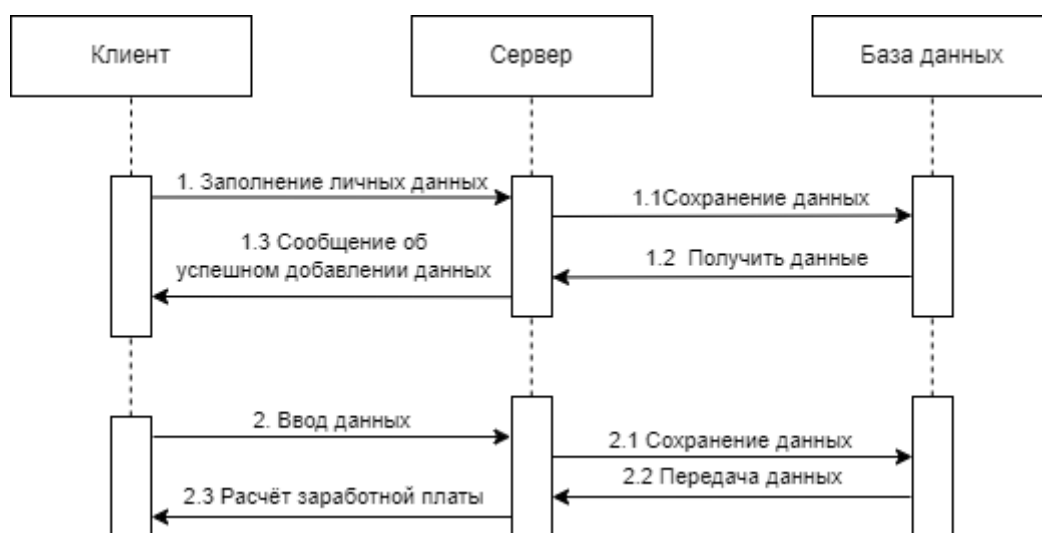 Клиент
Сервер
База данных
1. Заполнение личных данных
1.1Сохранение данных
1.3 Сообщение об
успешном добавлении данных
1.2 Получить данные
2. Ввод данных
2.1 Сохранение данных
2.2 Передача данных
2.3 Расчёт заработной платы